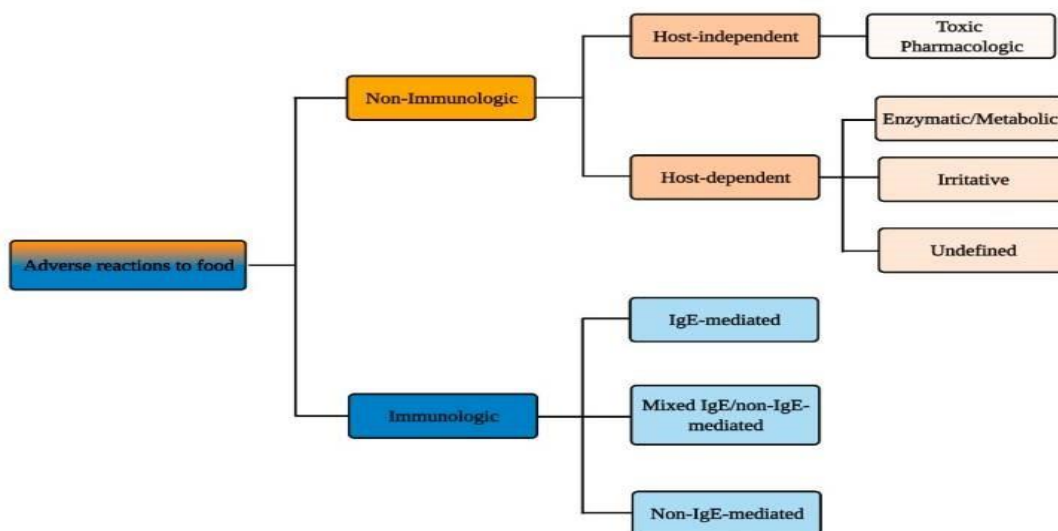 Host-independent
Toxic
Pharmacologic
Non-Immunologic
Enzymatic/Metabolic
Host-dependent
Irritative
Undefined
Adverse reactions to food
IgE-mediated
Immunologic
Mixed IgE/non-IgE-
mediated
Non-IgE-mediated